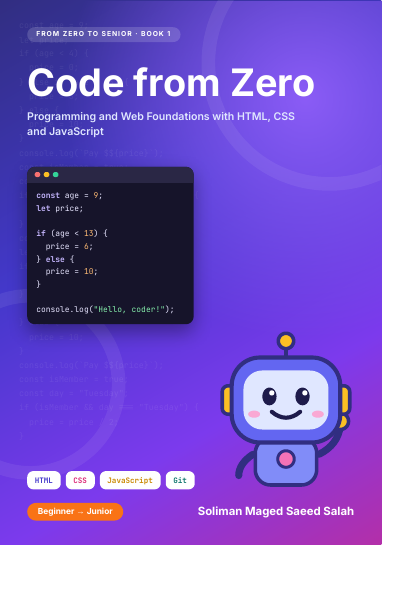 FROM ZERO TO SENIOR · BOOK 1
Code from Zero
Programming and Web Foundations with HTML, CSS
and JavaScript
const age = 9;
let price;
if (age < 13) {
  price = 6;
} else {
  price = 10;
}
console.log("Hello, coder!");
HTML CSS JavaScript Git
Beginner → Junior
Soliman Maged Saeed Salah